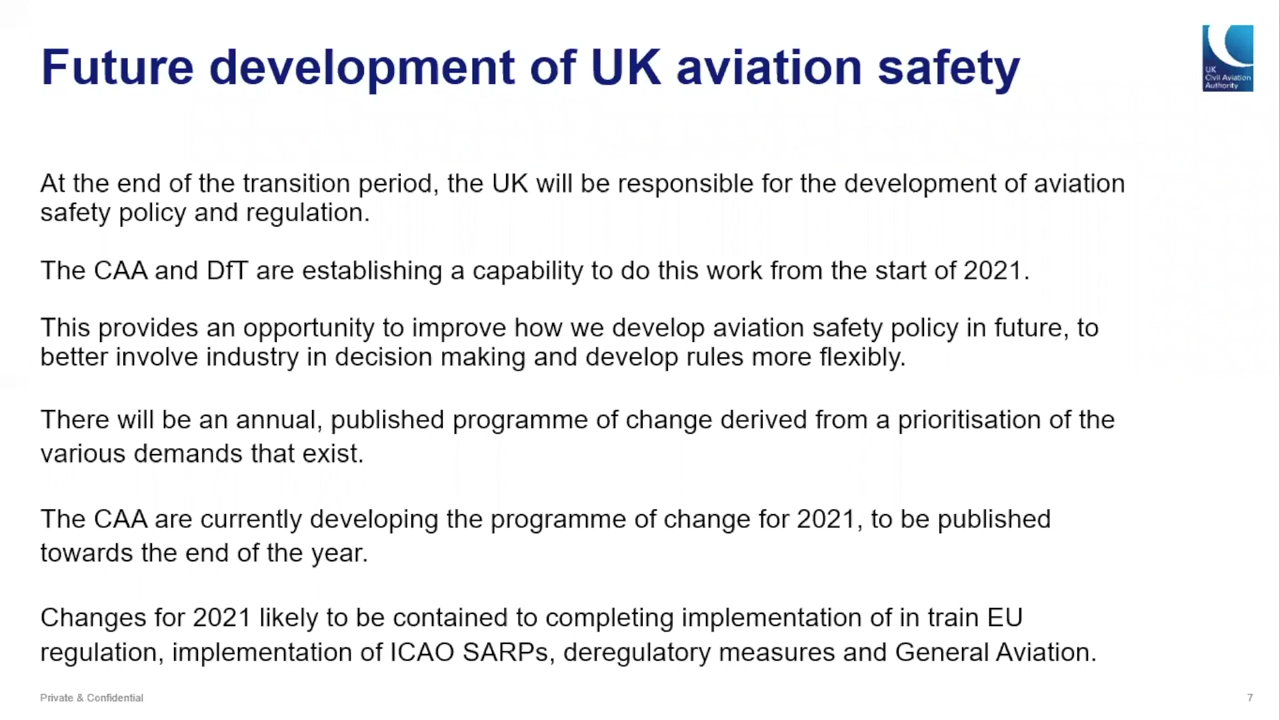 Future development of UK aviation safety
UK
Civil Aviation
Authority
At the end of the transition period, the UK will be responsible for the development of aviation
safety policy and regulation.
The CAA and DfT are establishing a capability to do this work from the start of 2021.
This provides an opportunity to improve how we develop aviation safety policy in future, to
better involve industry in decision making and develop rules more flexibly.
There will be an annual, published programme of change derived from a prioritisation of the
various demands that exist.
The CAA are currently developing the programme of change for 2021, to be published
towards the end of the year.
Changes for 2021 likely to be contained to completing implementation of in train EU
regulation, implementation of ICAO SARPs, deregulatory measures and General Aviation.
Private & Confidential
7